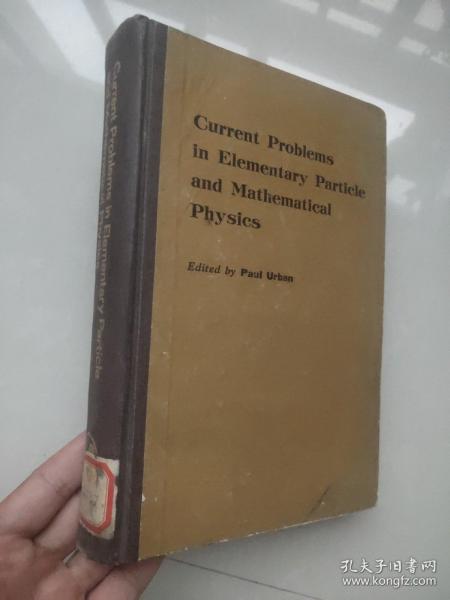 Current Problems
in Elementary Particle
and Mathematical
Physics
Edited by Paul Urban
Current Problems in Elementary Particle
孔夫子旧书网
www.kongfz.com